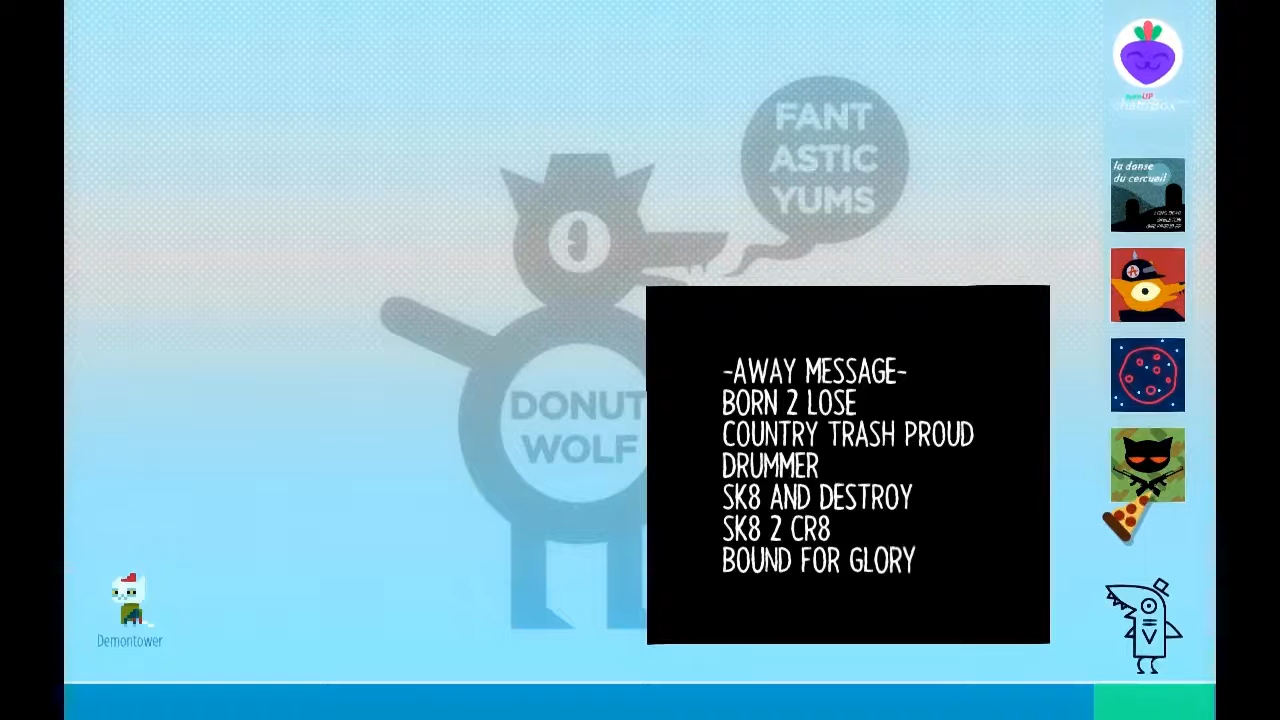 FANT
ASTIC
YUMS
DONUT
WOLF
-AWAY MESSAGE-
BORN 2 LOSE
COUNTRY TRASH PROUD
DRUMMER
SK8 AND DESTROY
SK8 2 CR8
BOUND FOR GLORY
la danse
du cercueil
Demontower